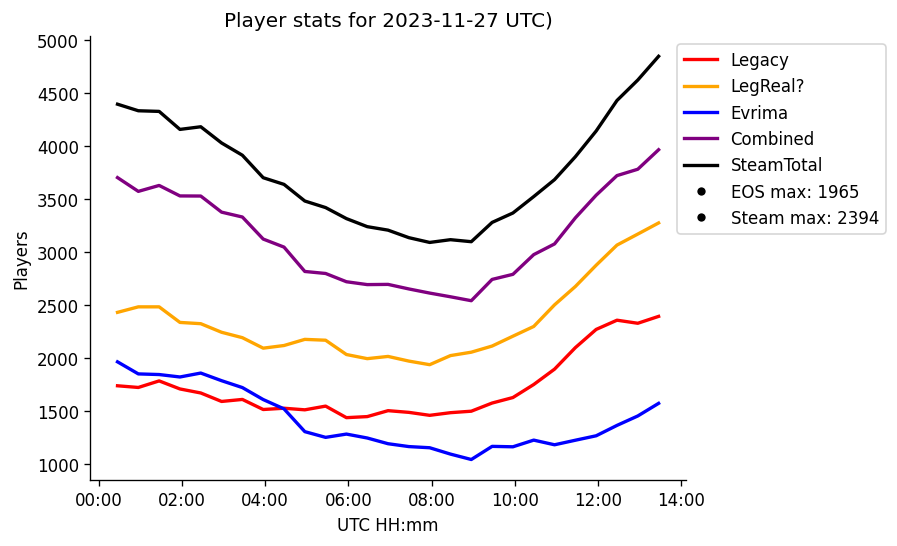 Player stats for 2023-11-27 UTC)
Players
5000
4500
4000
3500
3000
2500
2000
1500
1000
00:00 02:00 04:00 06:00 08:00 10:00 12:00 14:00
UTC HH:mm
Legacy
LegReal?
Evrima
Combined
SteamTotal
EOS max: 1965
Steam max: 2394